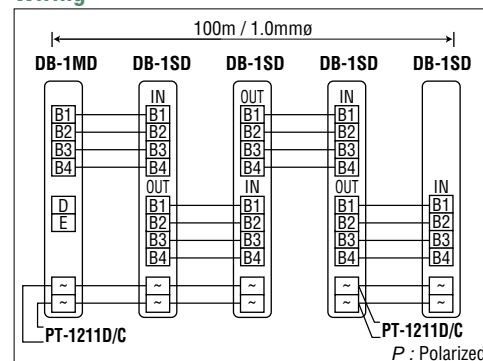 100m / 1.0mmø
DB-1MD DB-1SD DB-1SD DB-1SD DB-1SD
IN OUT IN
B1 B1 B1 B1
B2 B2 B2 B2
B3 B3 B3 B3
B4 B4 B4 B4
OUT IN OUT IN
D B1 B1 B1 B1
E B2 B2 B2 B2
B3 B3 B3 B3
B4 B4 B4 B4
~ ~ ~ ~ ~
~ ~ ~ ~ ~
PT-1211D/C PT-1211D/C
P : Polarized